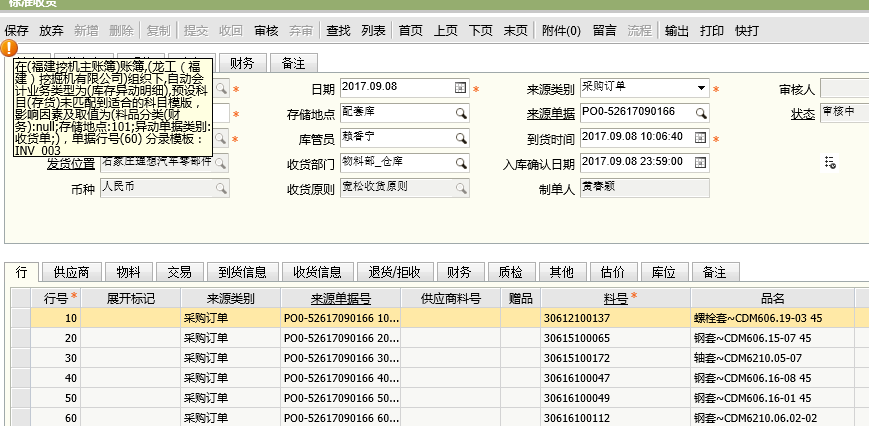 标准收货
保存 放弃 新增 删除 复制 提交 收回 审核 弃审 查找 列表 首页 上页 下页 末页 附件(0) 留言 流程 输出 打印 快打
财务 备注
在(福建挖机主账簿)账簿,(龙工（福
建）挖掘机有限公司)组织下,自动会
计业务类型为(库存异动明细),预设科
目(存货)未匹配到适合的科目模版，
影响因素及取值为(料品分类(财
务):null;存储地点:101;异动单据类别:
收货单;)，单据行号(60) 分录模板：
INV_003
* 日期 2017.09.08 * 来源类别 采购订单 * 审核人
* 存储地点 配套库 来源单据 PO0-52617090166 状态 审核中
* 库管员 赖香宁 到货时间 2017.09.08 10:06:40 *
发货位置 石家庄理想汽车零部件 收货部门 物料部_仓库 入库确认日期 2017.09.08 23:59:00
币种 人民币 收货原则 宽松收货原则 制单人 黄春颖
行 供应商 物料 交易 到货信息 收货信息 退货/拒收 财务 质检 其他 估价 库位 备注
行号* 展开标记 来源类别 来源单据号 供应商料号 赠品 料号* 品名
10 采购订单 PO0-52617090166 10... 30612100137 螺栓套~CDM606.19-03 45
20 采购订单 PO0-52617090166 20... 30615100065 钢套~CDM606.15-07 45
30 采购订单 PO0-52617090166 30... 30615100172 轴套~CDM6210.05-07
40 采购订单 PO0-52617090166 40... 30616100047 钢套~CDM606.16-08 45
50 采购订单 PO0-52617090166 50... 30616100049 钢套~CDM606.16-01 45
60 采购订单 PO0-52617090166 60... 30616100112 钢套~CDM6210.06.02-02